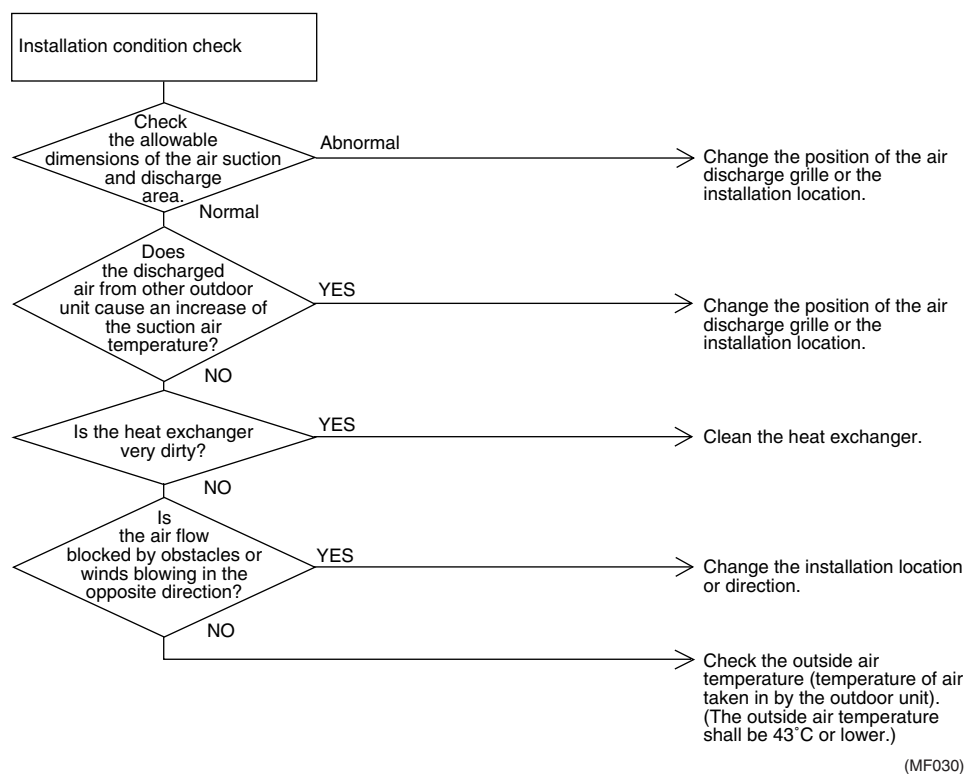 Installation condition check
Check
the allowable
dimensions of the air suction
and discharge
area.
Abnormal
Change the position of the air
discharge grille or the
installation location.
Normal
Does
the discharged
air from other outdoor
unit cause an increase of
the suction air
temperature?
YES
Change the position of the air
discharge grille or the
installation location.
NO
Is the heat exchanger
very dirty?
YES
Clean the heat exchanger.
NO
Is
the air flow
blocked by obstacles or
winds blowing in the
opposite direction?
YES
Change the installation location
or direction.
NO
Check the outside air
temperature (temperature of air
taken in by the outdoor unit).
(The outside air temperature
shall be 43˚C or lower.)
(MF030)